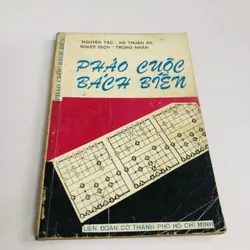 NGUYÊN TÁC - HÀ THUẦN AN
NGƯỜI DỊCH - TRỌNG NHÂN
PHÁO CUỘC
BÁCH BIẾN
LIÊN ĐOÀN CỜ THÀNH PHỐ HỒ CHÍ MINH
PHÁO CUỘC BÁCH BIẾN